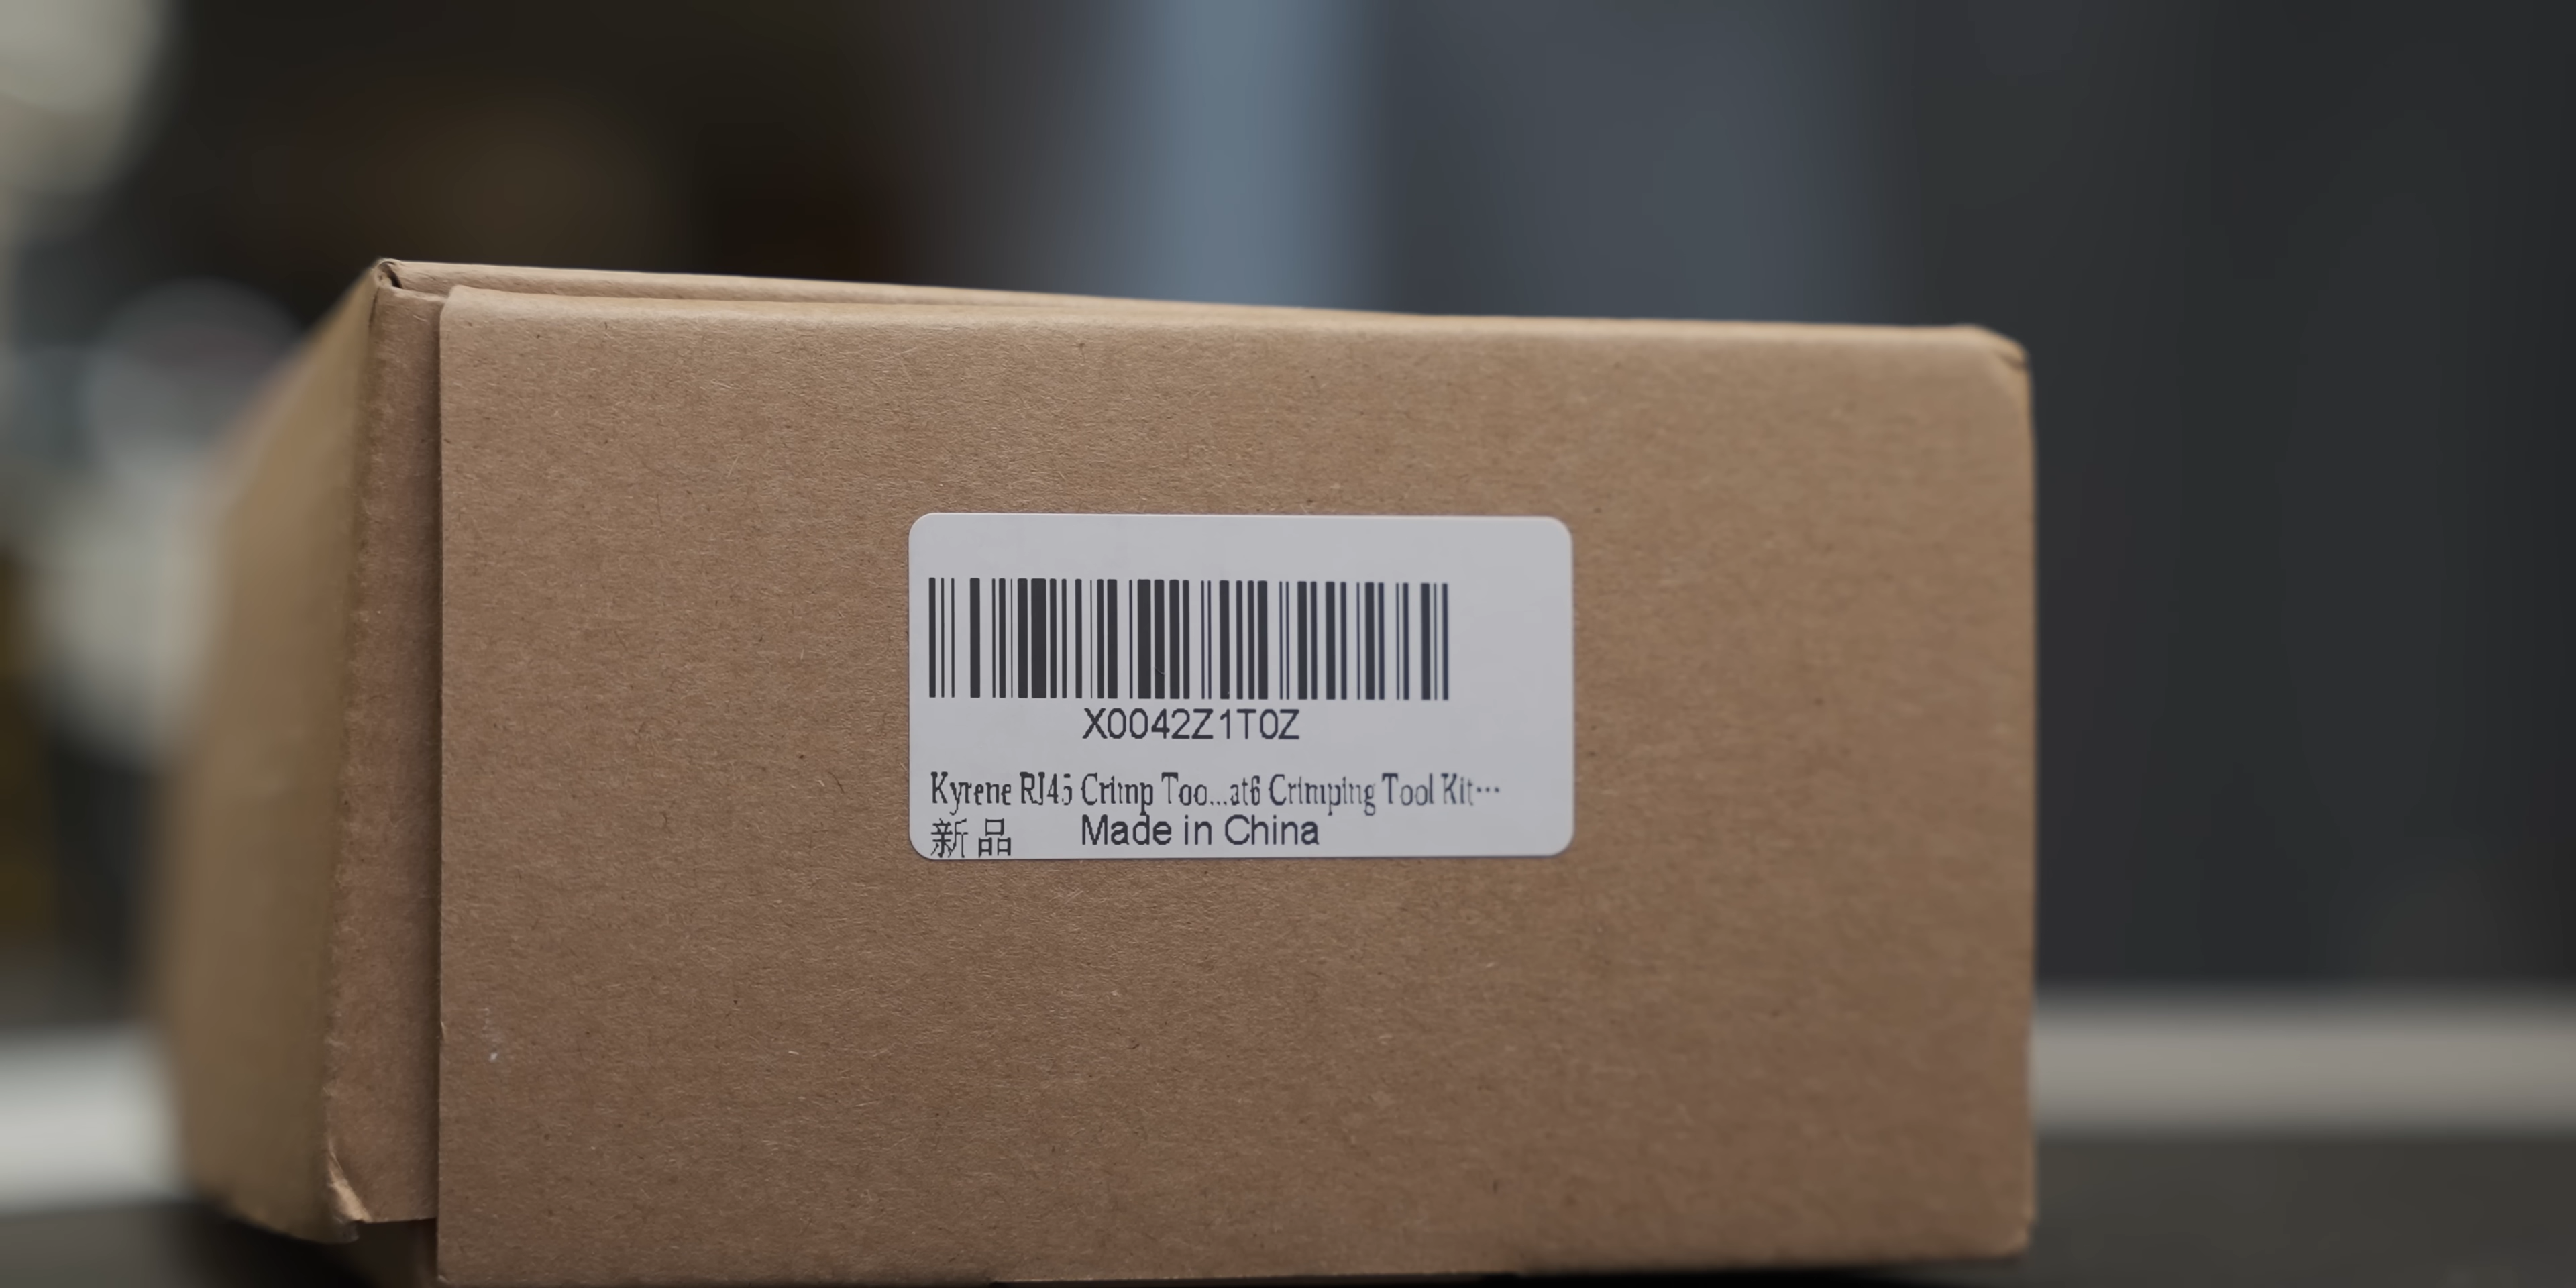 X0042Z1T0Z
Kyrene RJ45 Crimp Too...at6 Crimping Tool Kit···
新品 Made in China